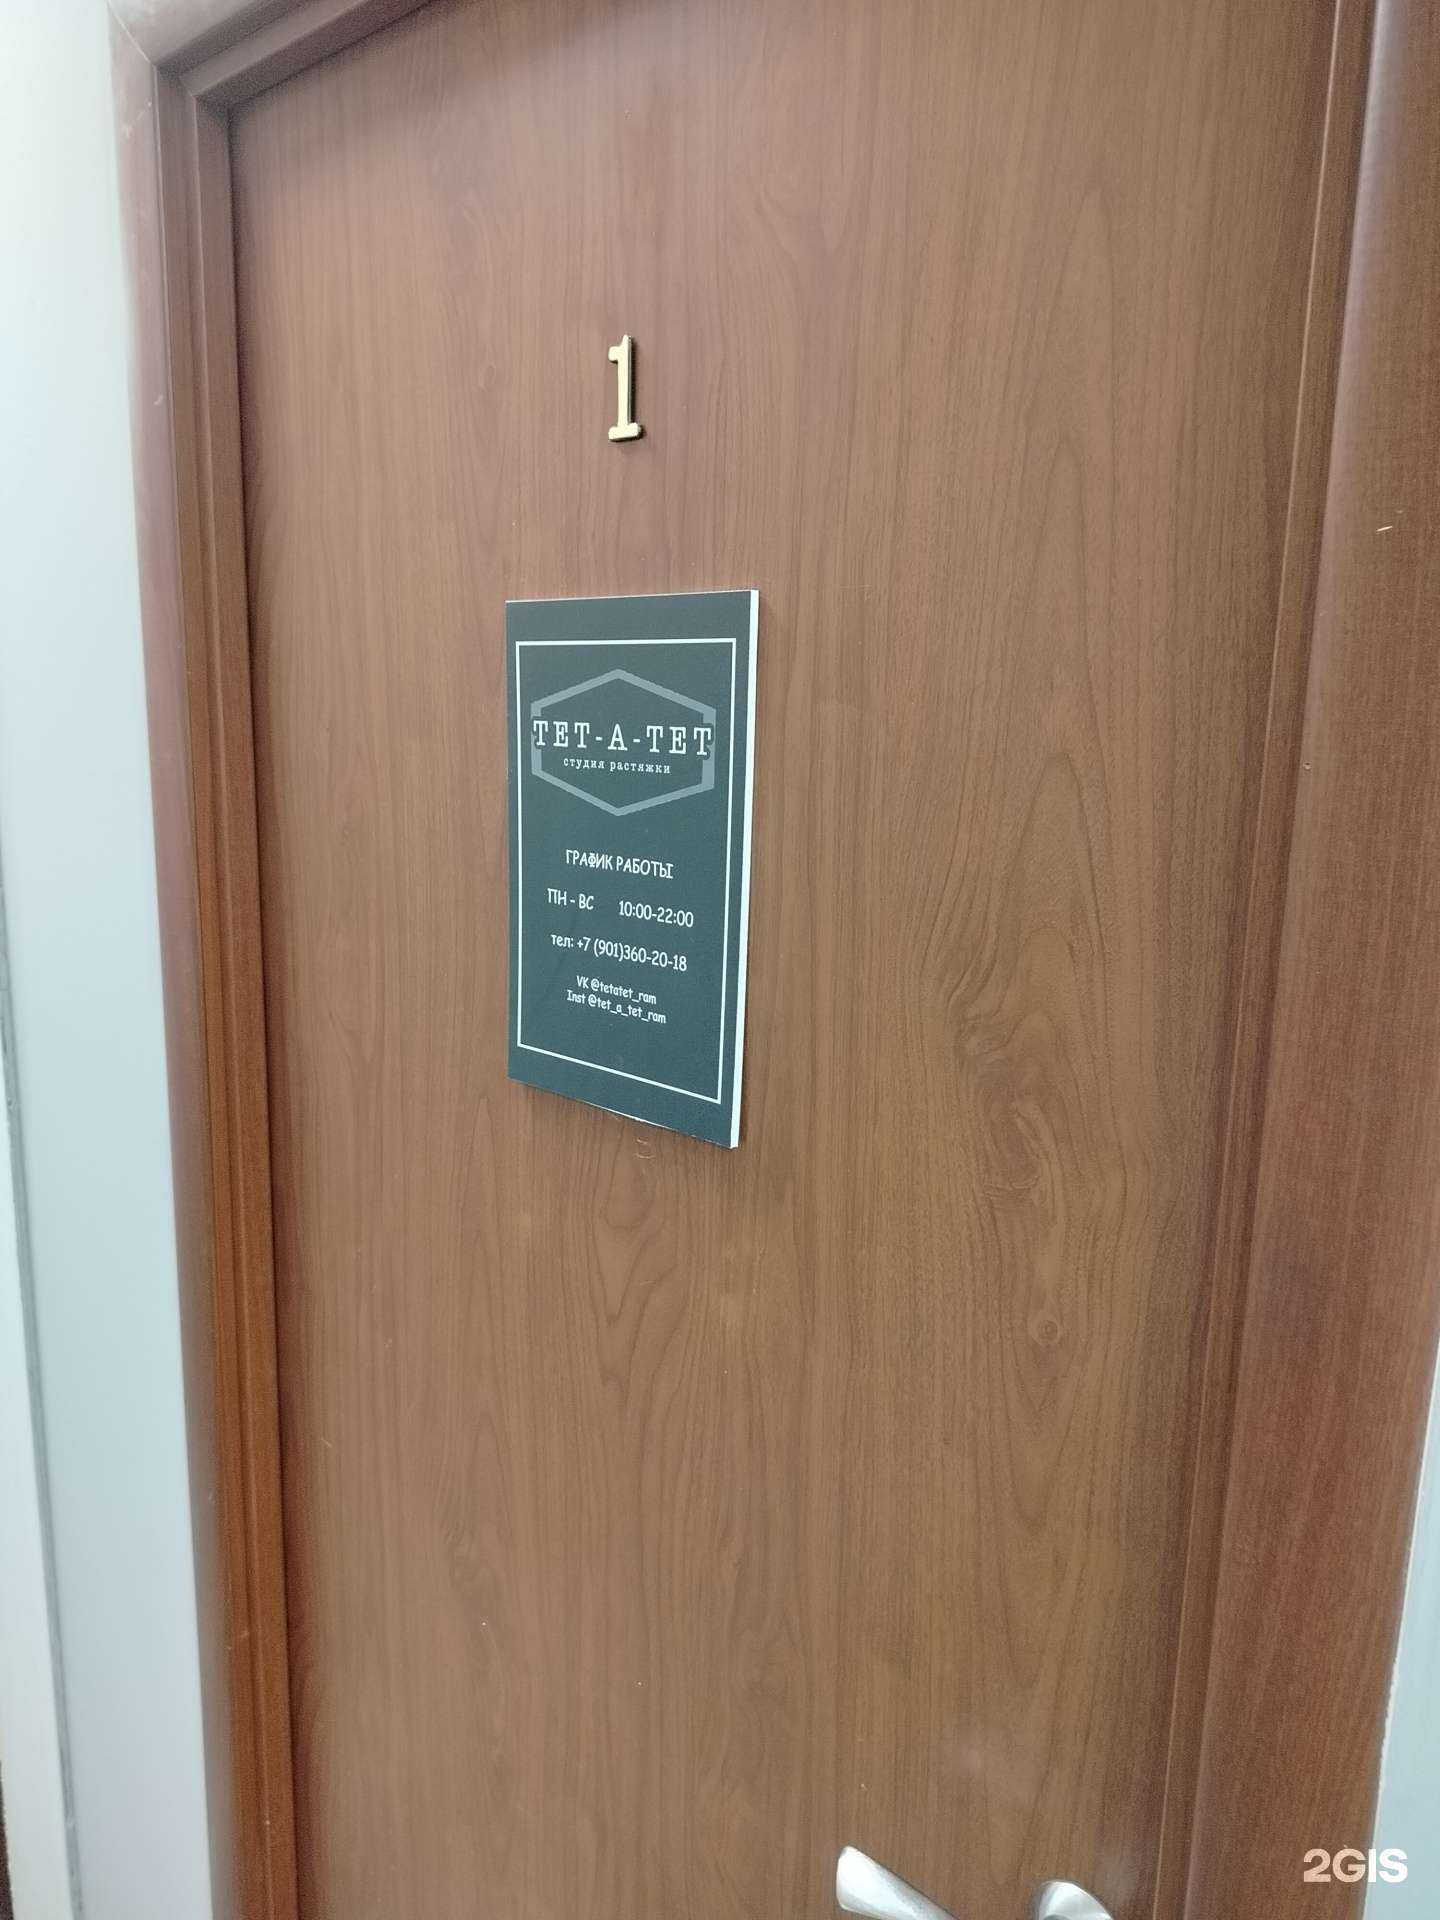 1
ТЕТ-А-ТЕТ
студия растяжки
ГРАФИК РАБОТЫ
ПН - ВС 10:00-22:00
тел: +7 (901)360-20-18
VK @tetatet_ram
Inst @tet_a_tet_ram
2GIS